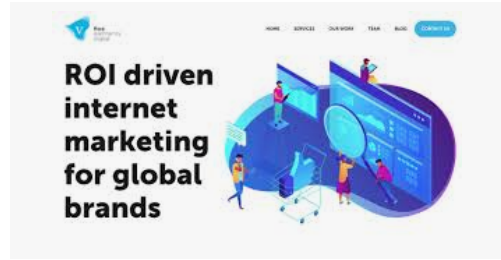 V
HOME SERVICES OUR WORK TEAM BLOG Contact us
ROI driven
internet
marketing
for global
brands